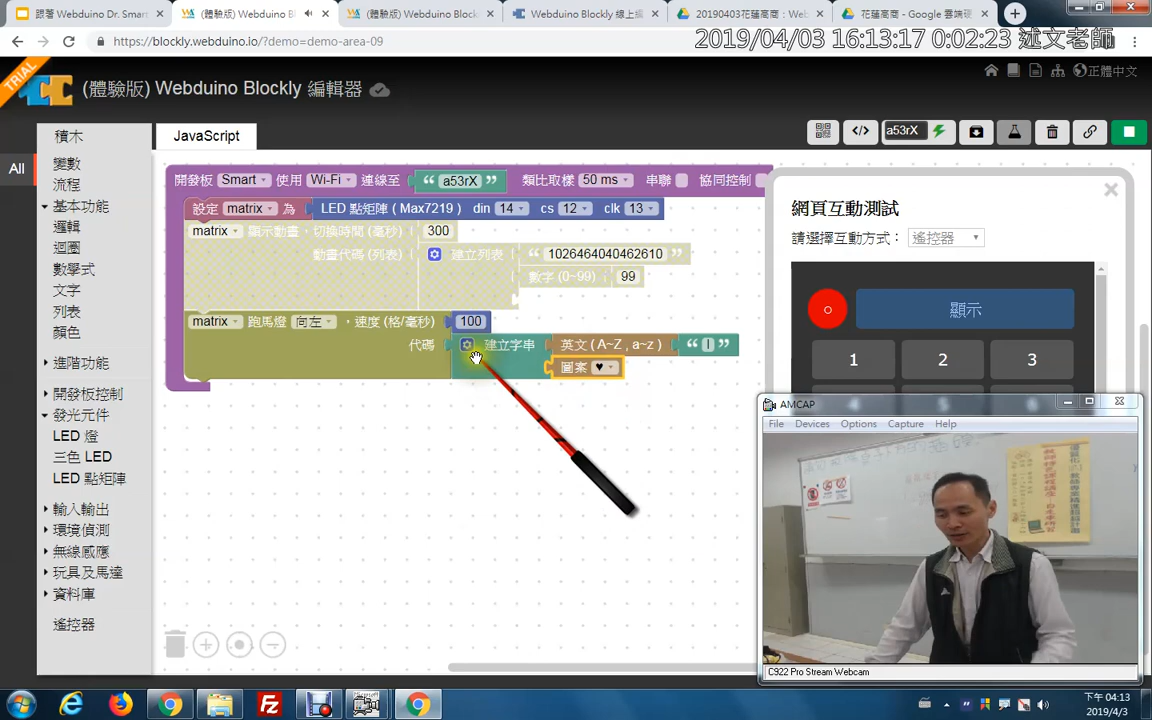 跟著 Webduino Dr. Smart
(體驗版) Webduino Bl
(體驗版) Webduino Block
Webduino Blockly 線上編
20190403花蓮高商：Web
花蓮高商 - Google 雲端硬
https://blockly.webduino.io/?demo=demo-area-09
2019/04/03 16:13:17 0:02:23 述文老師
TRIAL
(體驗版) Webduino Blockly 編輯器
正體中文
積木
JavaScript
a53rX
All
變數
流程
基本功能
邏輯
迴圈
數學式
文字
列表
顏色
進階功能
開發板控制
發光元件
LED 燈
三色 LED
LED 點矩陣
輸入輸出
環境偵測
無線感應
玩具及馬達
資料庫
遙控器
開發板 Smart 使用 Wi-Fi 連線至 “ a53rX ” 類比取樣 50 ms 串聯 協同控制
設定 matrix 為 LED 點矩陣 ( Max7219 ) din 14 cs 12 clk 13
matrix 顯示動畫，切換時間 (毫秒) 300
動畫代碼 (列表) 建立列表 “ 1026464040462610 ”
數字 (0~99) 99
matrix 跑馬燈 向左 ，速度 (格/毫秒) 100
代碼 建立字串 英文 ( A~Z , a~z ) “ I ”
圖案 ♥
網頁互動測試
請選擇互動方式： 遙控器
顯示
1 2 3
4 5 6
AMCAP
File Devices Options Capture Help
C922 Pro Stream Webcam
下午 04:13
2019/4/3